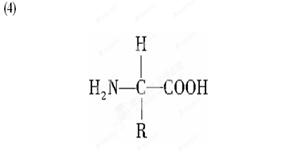 (4)
H
H₂N—C—COOH
R